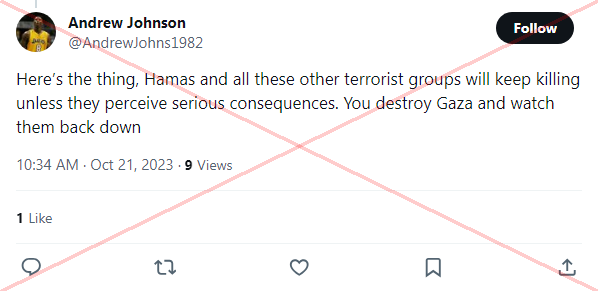 Andrew Johnson
@AndrewJohns1982
Follow
Here's the thing, Hamas and all these other terrorist groups will keep killing
unless they perceive serious consequences. You destroy Gaza and watch
them back down
10:34 AM · Oct 21, 2023 · 9 Views
1 Like